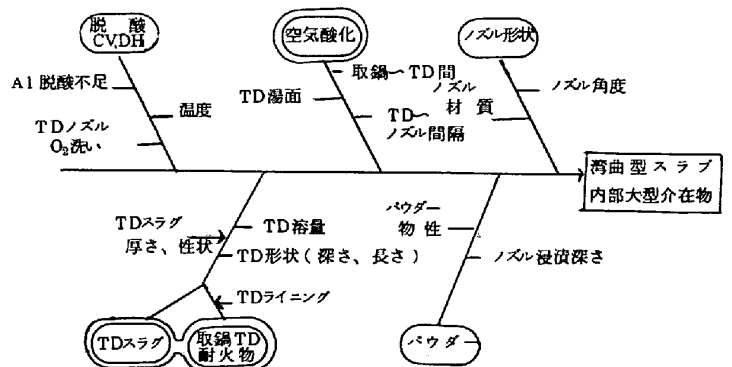 脱酸
CV,DH
空気酸化
ノズル形状
Al脱酸不足
温度
TDノズル
O₂洗い
取鍋〜TD間
TD湯面
TD〜
ノズル間隔
ノズル
材質
ノズル角度
湾曲型スラブ
内部大型介在物
TDスラグ
厚さ、性状
TD溶量
TD形状(深さ、長さ)
TDライニング
パウダー
物性
ノズル浸漬深さ
TDスラグ
取鍋TD
耐火物
パウダー